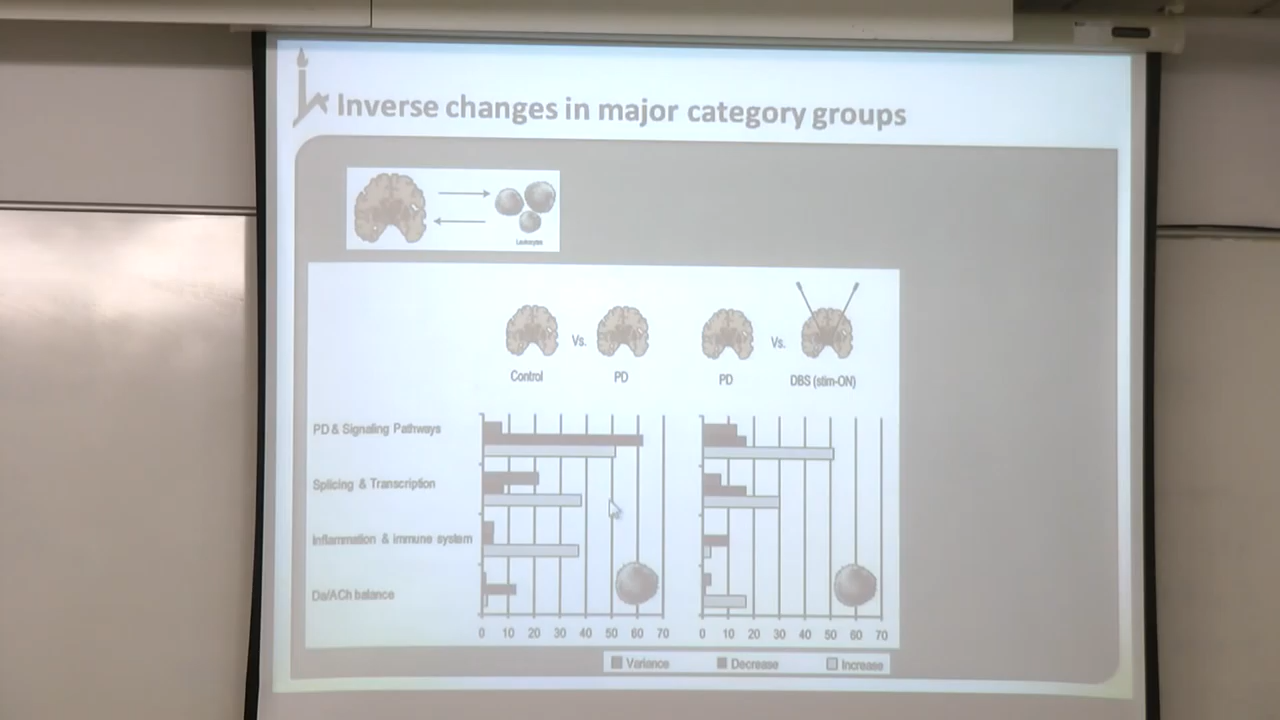 Inverse changes in major category groups
Leukocytes
Vs.
Vs.
Control
PD
PD
DBS (stim-ON)
PD & Signaling Pathways
Splicing & Transcription
Inflammation & immune system
Da/ACh balance
0 10 20 30 40 50 60 70
0 10 20 30 40 50 60 70
Variance Decrease Increase